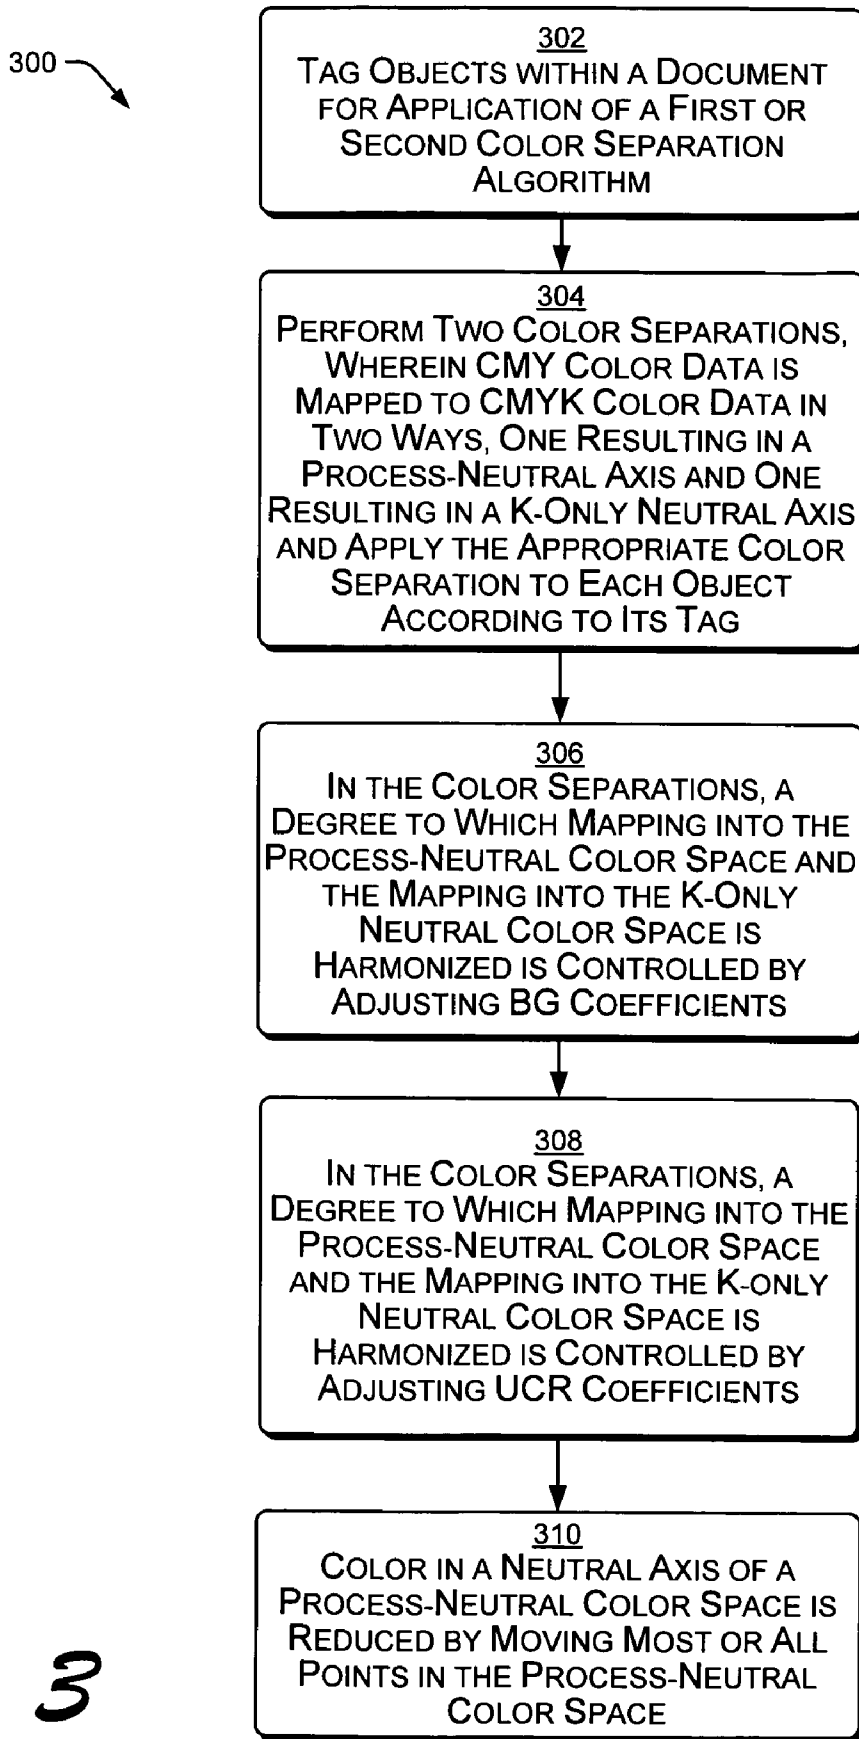 300
302
TAG OBJECTS WITHIN A DOCUMENT
FOR APPLICATION OF A FIRST OR
SECOND COLOR SEPARATION
ALGORITHM
304
PERFORM TWO COLOR SEPARATIONS,
WHEREIN CMY COLOR DATA IS
MAPPED TO CMYK COLOR DATA IN
TWO WAYS, ONE RESULTING IN A
PROCESS-NEUTRAL AXIS AND ONE
RESULTING IN A K-ONLY NEUTRAL AXIS
AND APPLY THE APPROPRIATE COLOR
SEPARATION TO EACH OBJECT
ACCORDING TO ITS TAG
306
IN THE COLOR SEPARATIONS, A
DEGREE TO WHICH MAPPING INTO THE
PROCESS-NEUTRAL COLOR SPACE AND
THE MAPPING INTO THE K-ONLY
NEUTRAL COLOR SPACE IS
HARMONIZED IS CONTROLLED BY
ADJUSTING BG COEFFICIENTS
308
IN THE COLOR SEPARATIONS, A
DEGREE TO WHICH MAPPING INTO THE
PROCESS-NEUTRAL COLOR SPACE
AND THE MAPPING INTO THE K-ONLY
NEUTRAL COLOR SPACE IS
HARMONIZED IS CONTROLLED BY
ADJUSTING UCR COEFFICIENTS
310
COLOR IN A NEUTRAL AXIS OF A
PROCESS-NEUTRAL COLOR SPACE IS
REDUCED BY MOVING MOST OR ALL
POINTS IN THE PROCESS-NEUTRAL
COLOR SPACE
3